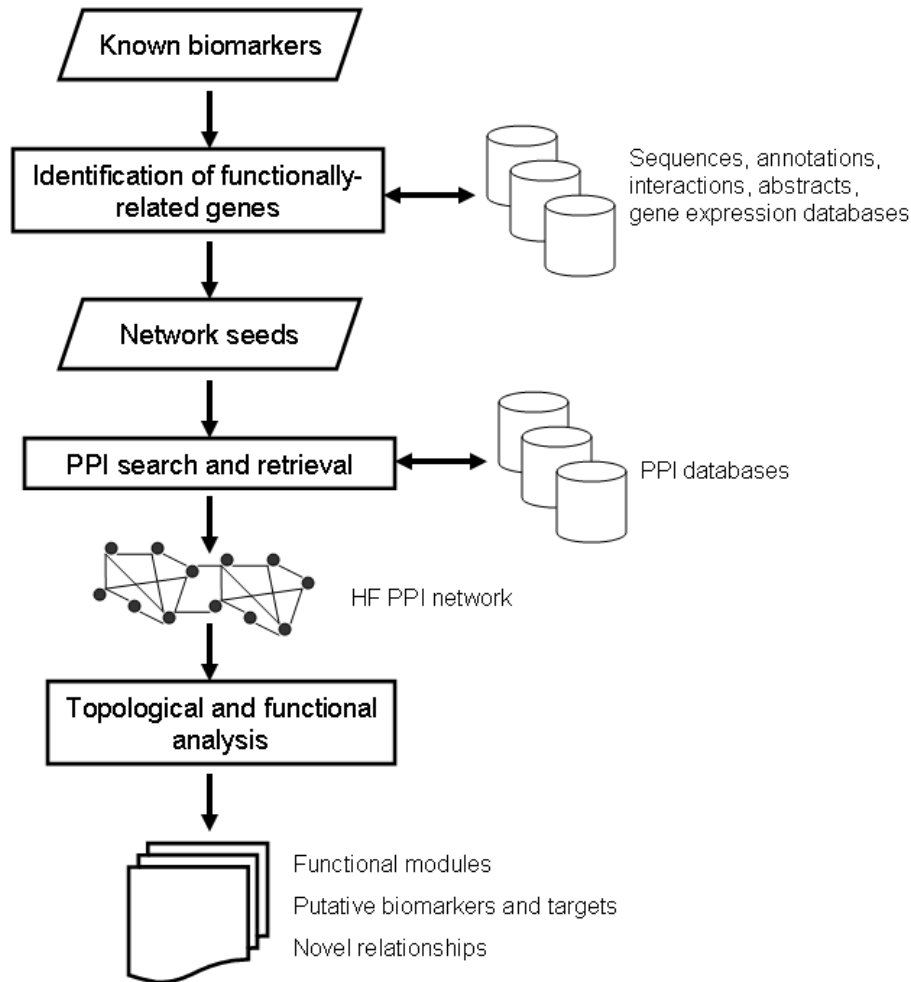 Known biomarkers
Identification of functionally-
related genes
Sequences, annotations,
interactions, abstracts,
gene expression databases
Network seeds
PPI search and retrieval
PPI databases
HF PPI network
Topological and functional
analysis
Functional modules
Putative biomarkers and targets
Novel relationships